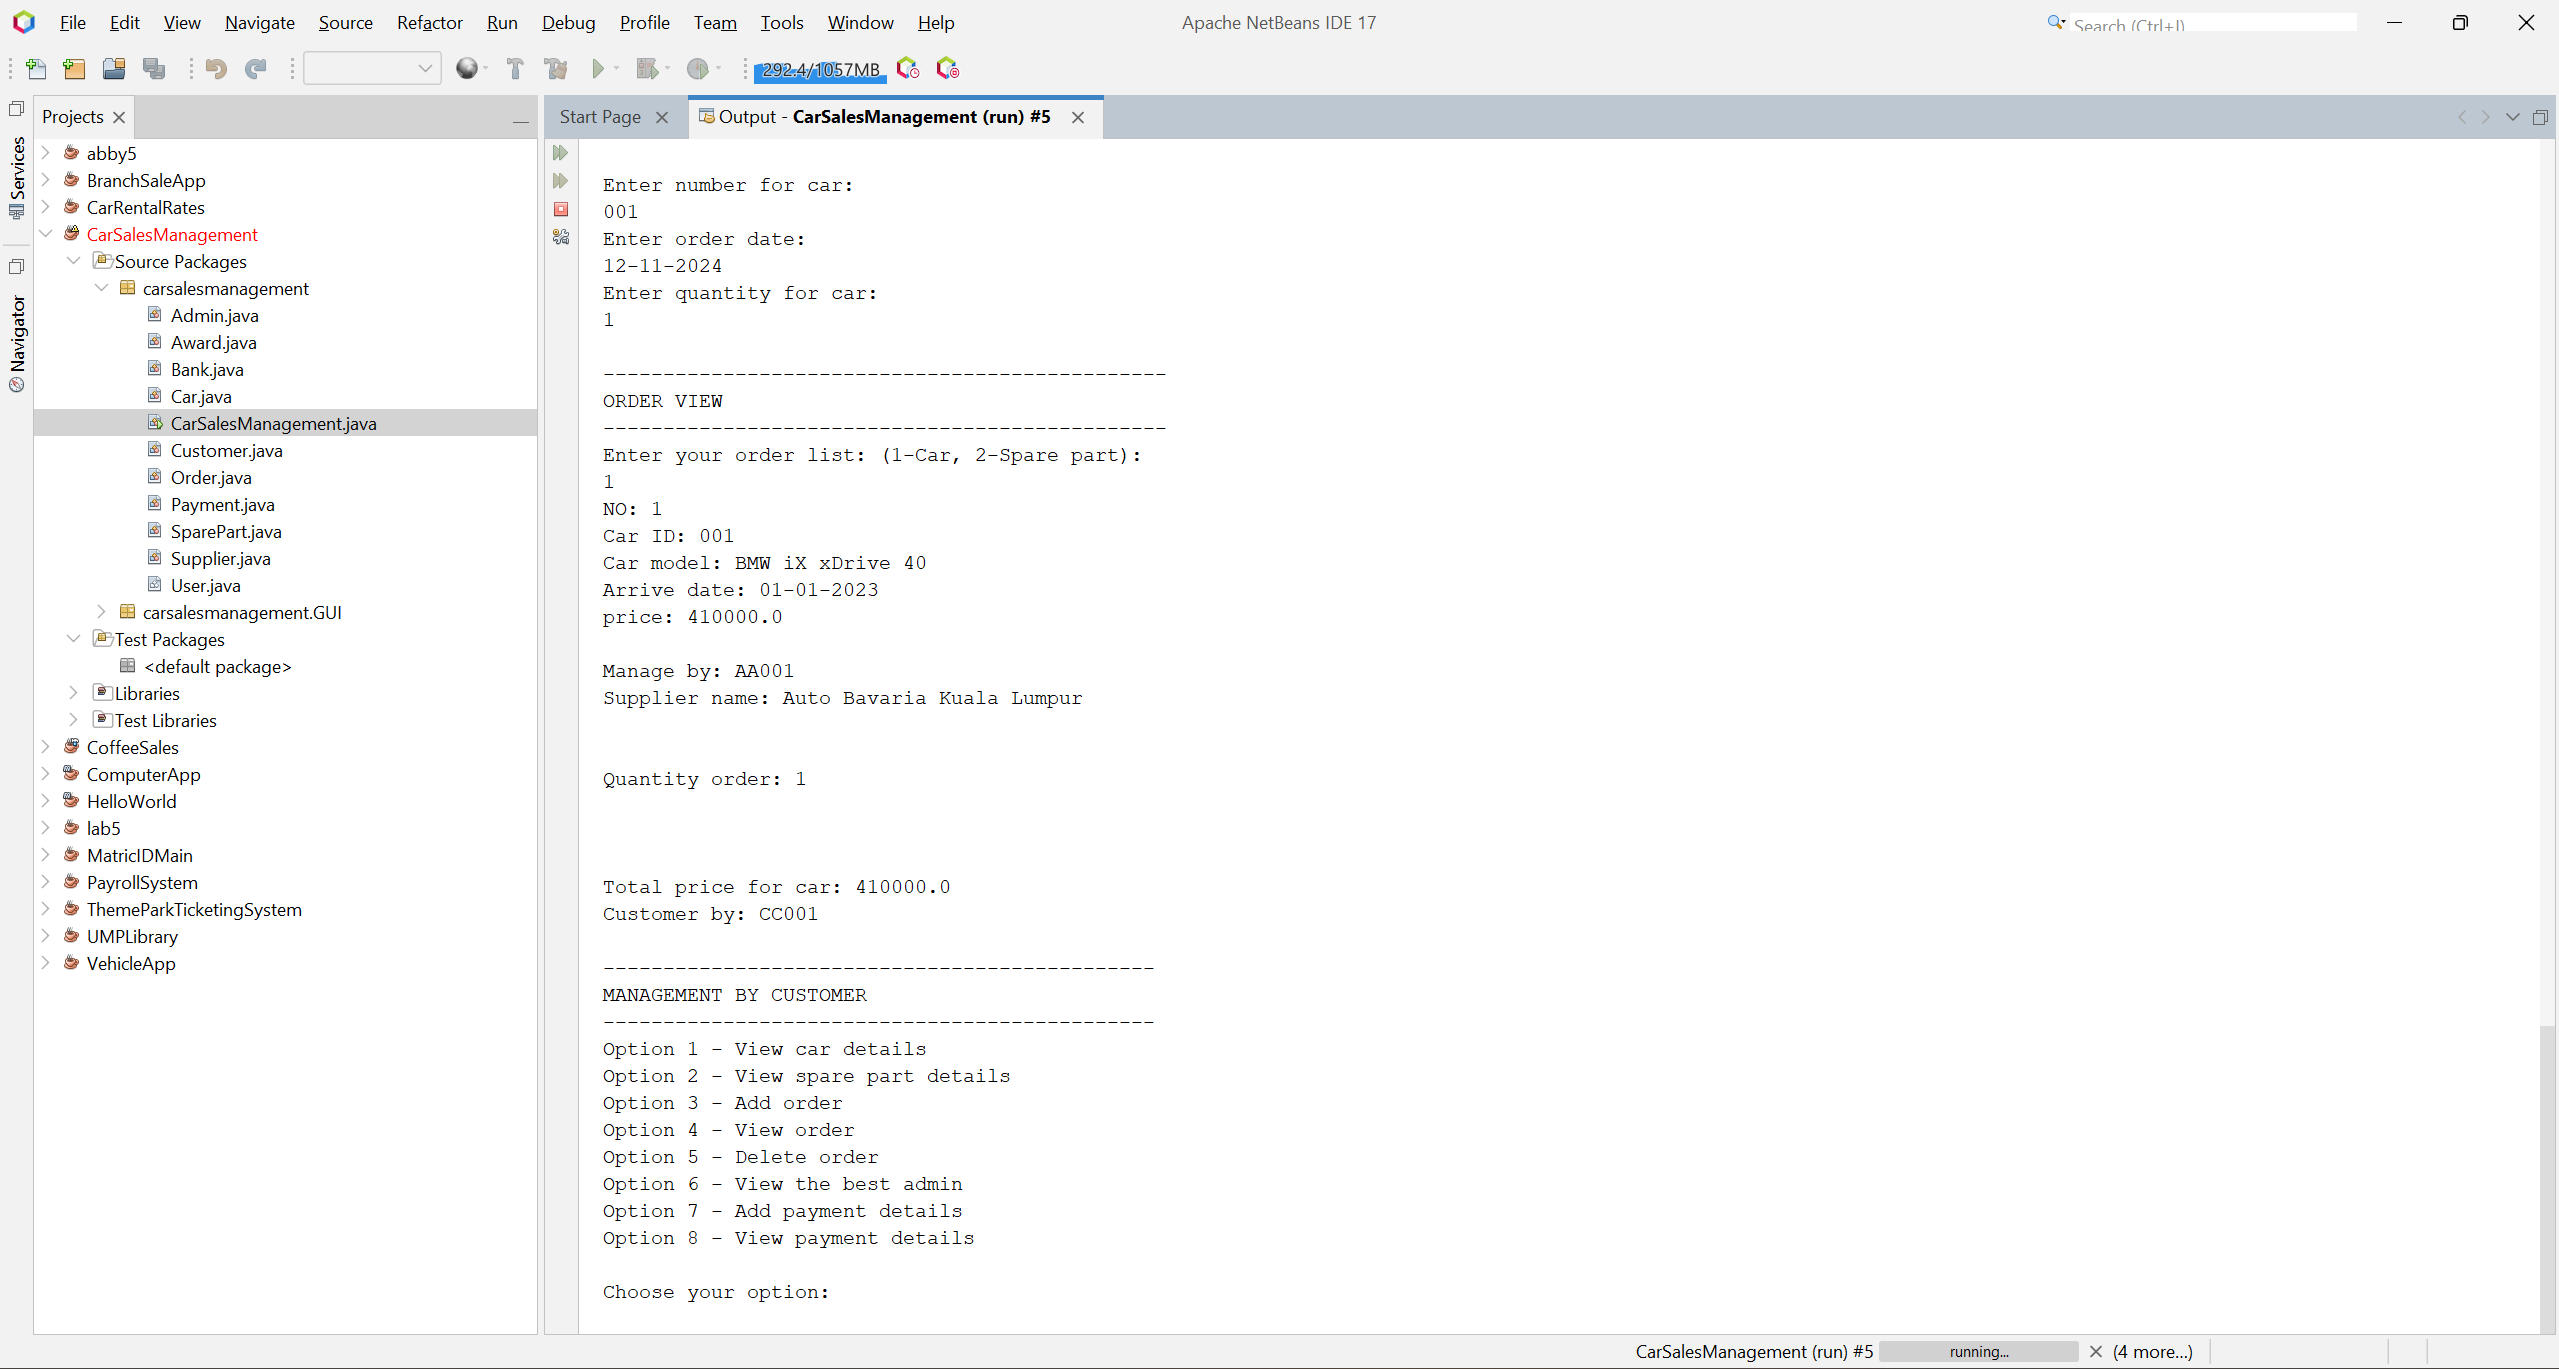 File Edit View Navigate Source Refactor Run Debug Profile Team Tools Window Help
Apache NetBeans IDE 17
Search (Ctrl+I)
292.4/1057MB
Services
Navigator
Projects
abby5
BranchSaleApp
CarRentalRates
CarSalesManagement
Source Packages
carsalesmanagement
Admin.java
Award.java
Bank.java
Car.java
CarSalesManagement.java
Customer.java
Order.java
Payment.java
SparePart.java
Supplier.java
User.java
carsalesmanagement.GUI
Test Packages
<default package>
Libraries
Test Libraries
CoffeeSales
ComputerApp
HelloWorld
lab5
MatricIDMain
PayrollSystem
ThemeParkTicketingSystem
UMPLibrary
VehicleApp
Start Page
Output - CarSalesManagement (run) #5
Enter number for car:
001
Enter order date:
12-11-2024
Enter quantity for car:
1
-----------------------------------------------
ORDER VIEW
-----------------------------------------------
Enter your order list: (1-Car, 2-Spare part):
1
NO: 1
Car ID: 001
Car model: BMW iX xDrive 40
Arrive date: 01-01-2023
price: 410000.0
Manage by: AA001
Supplier name: Auto Bavaria Kuala Lumpur
Quantity order: 1
Total price for car: 410000.0
Customer by: CC001
----------------------------------------------
MANAGEMENT BY CUSTOMER
----------------------------------------------
Option 1 - View car details
Option 2 - View spare part details
Option 3 - Add order
Option 4 - View order
Option 5 - Delete order
Option 6 - View the best admin
Option 7 - Add payment details
Option 8 - View payment details
Choose your option:
CarSalesManagement (run) #5
running...
(4 more...)